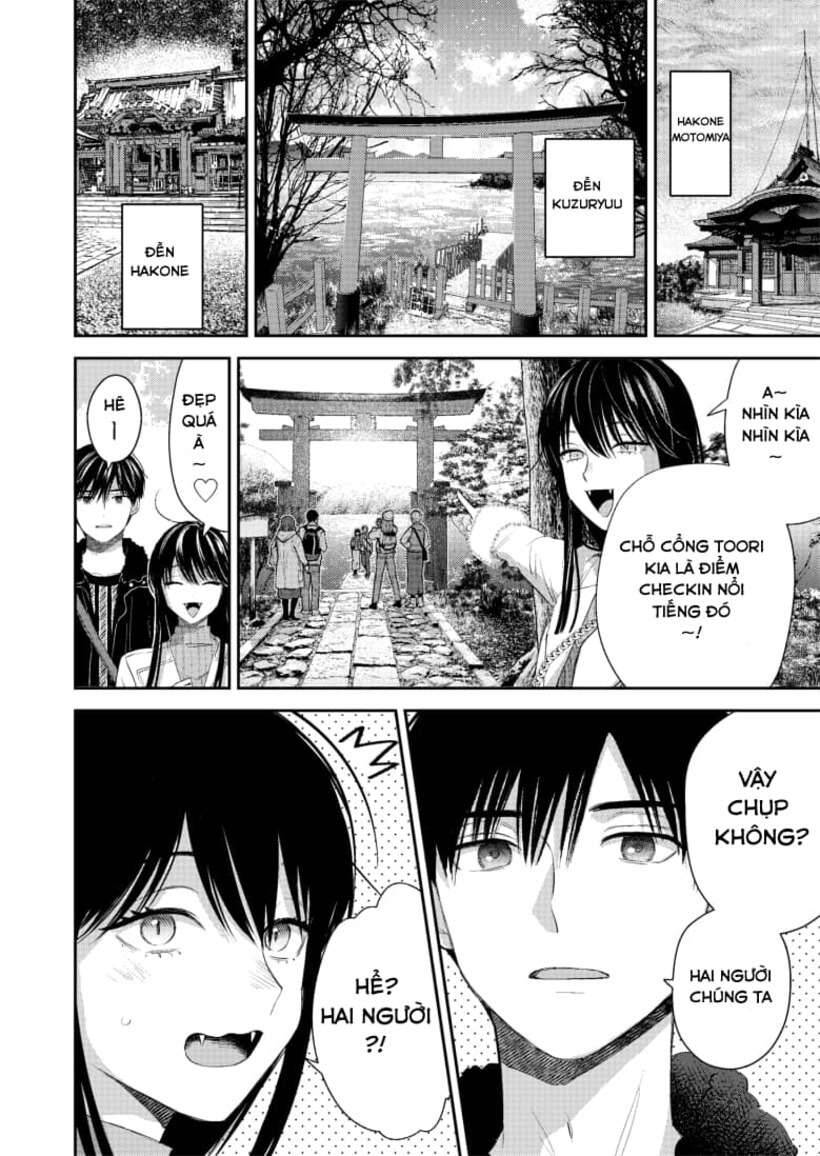 HAKONE
MOTOMIYA
ĐỀN
KUZURYUU
ĐỀN
HAKONE
A~
NHÌN KÌA
NHÌN KÌA
CHỖ CỔNG TOORI
KIA LÀ ĐIỂM
CHECKIN NỔI
TIẾNG ĐÓ
~!
ĐẸP
QUÁ
À
~
♡
HÊ
VẬY
CHỤP
KHÔNG?
HAI NGƯỜI
CHÚNG TA
HỂ?
HAI NGƯỜI
?!